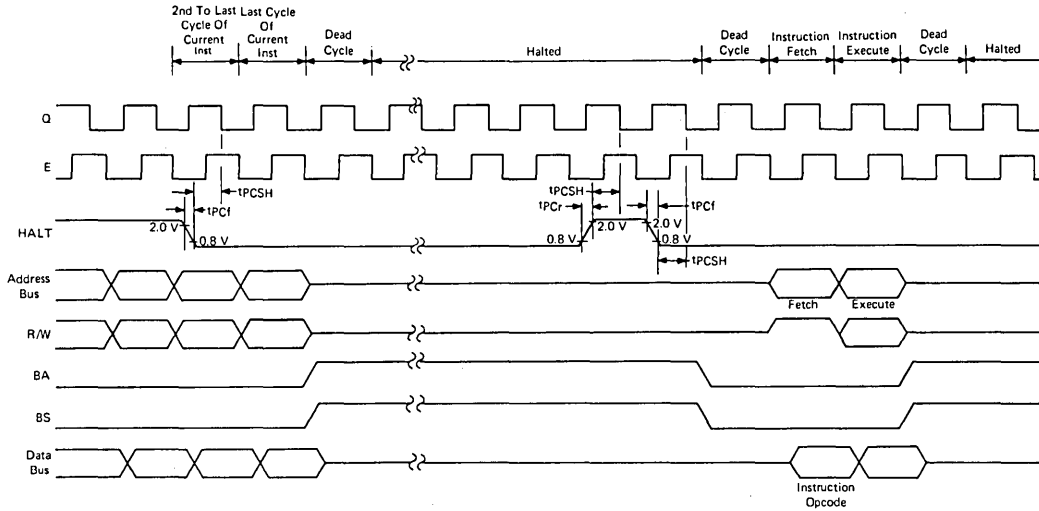 2nd To Last
Cycle Of
Current
Inst
Last Cycle
Of
Current
Inst
Dead
Cycle
Halted
Dead
Cycle
Instruction
Fetch
Instruction
Execute
Dead
Cycle
Halted
Q
E
tPCSH
tPCf
HALT
2.0 V
0.8 V
tPCSH
tPCr
0.8 V
2.0 V
tPCf
2.0 V
0.8 V
tPCSH
Address
Bus
Fetch
Execute
R/W
BA
BS
Data
Bus
Instruction
Opcode